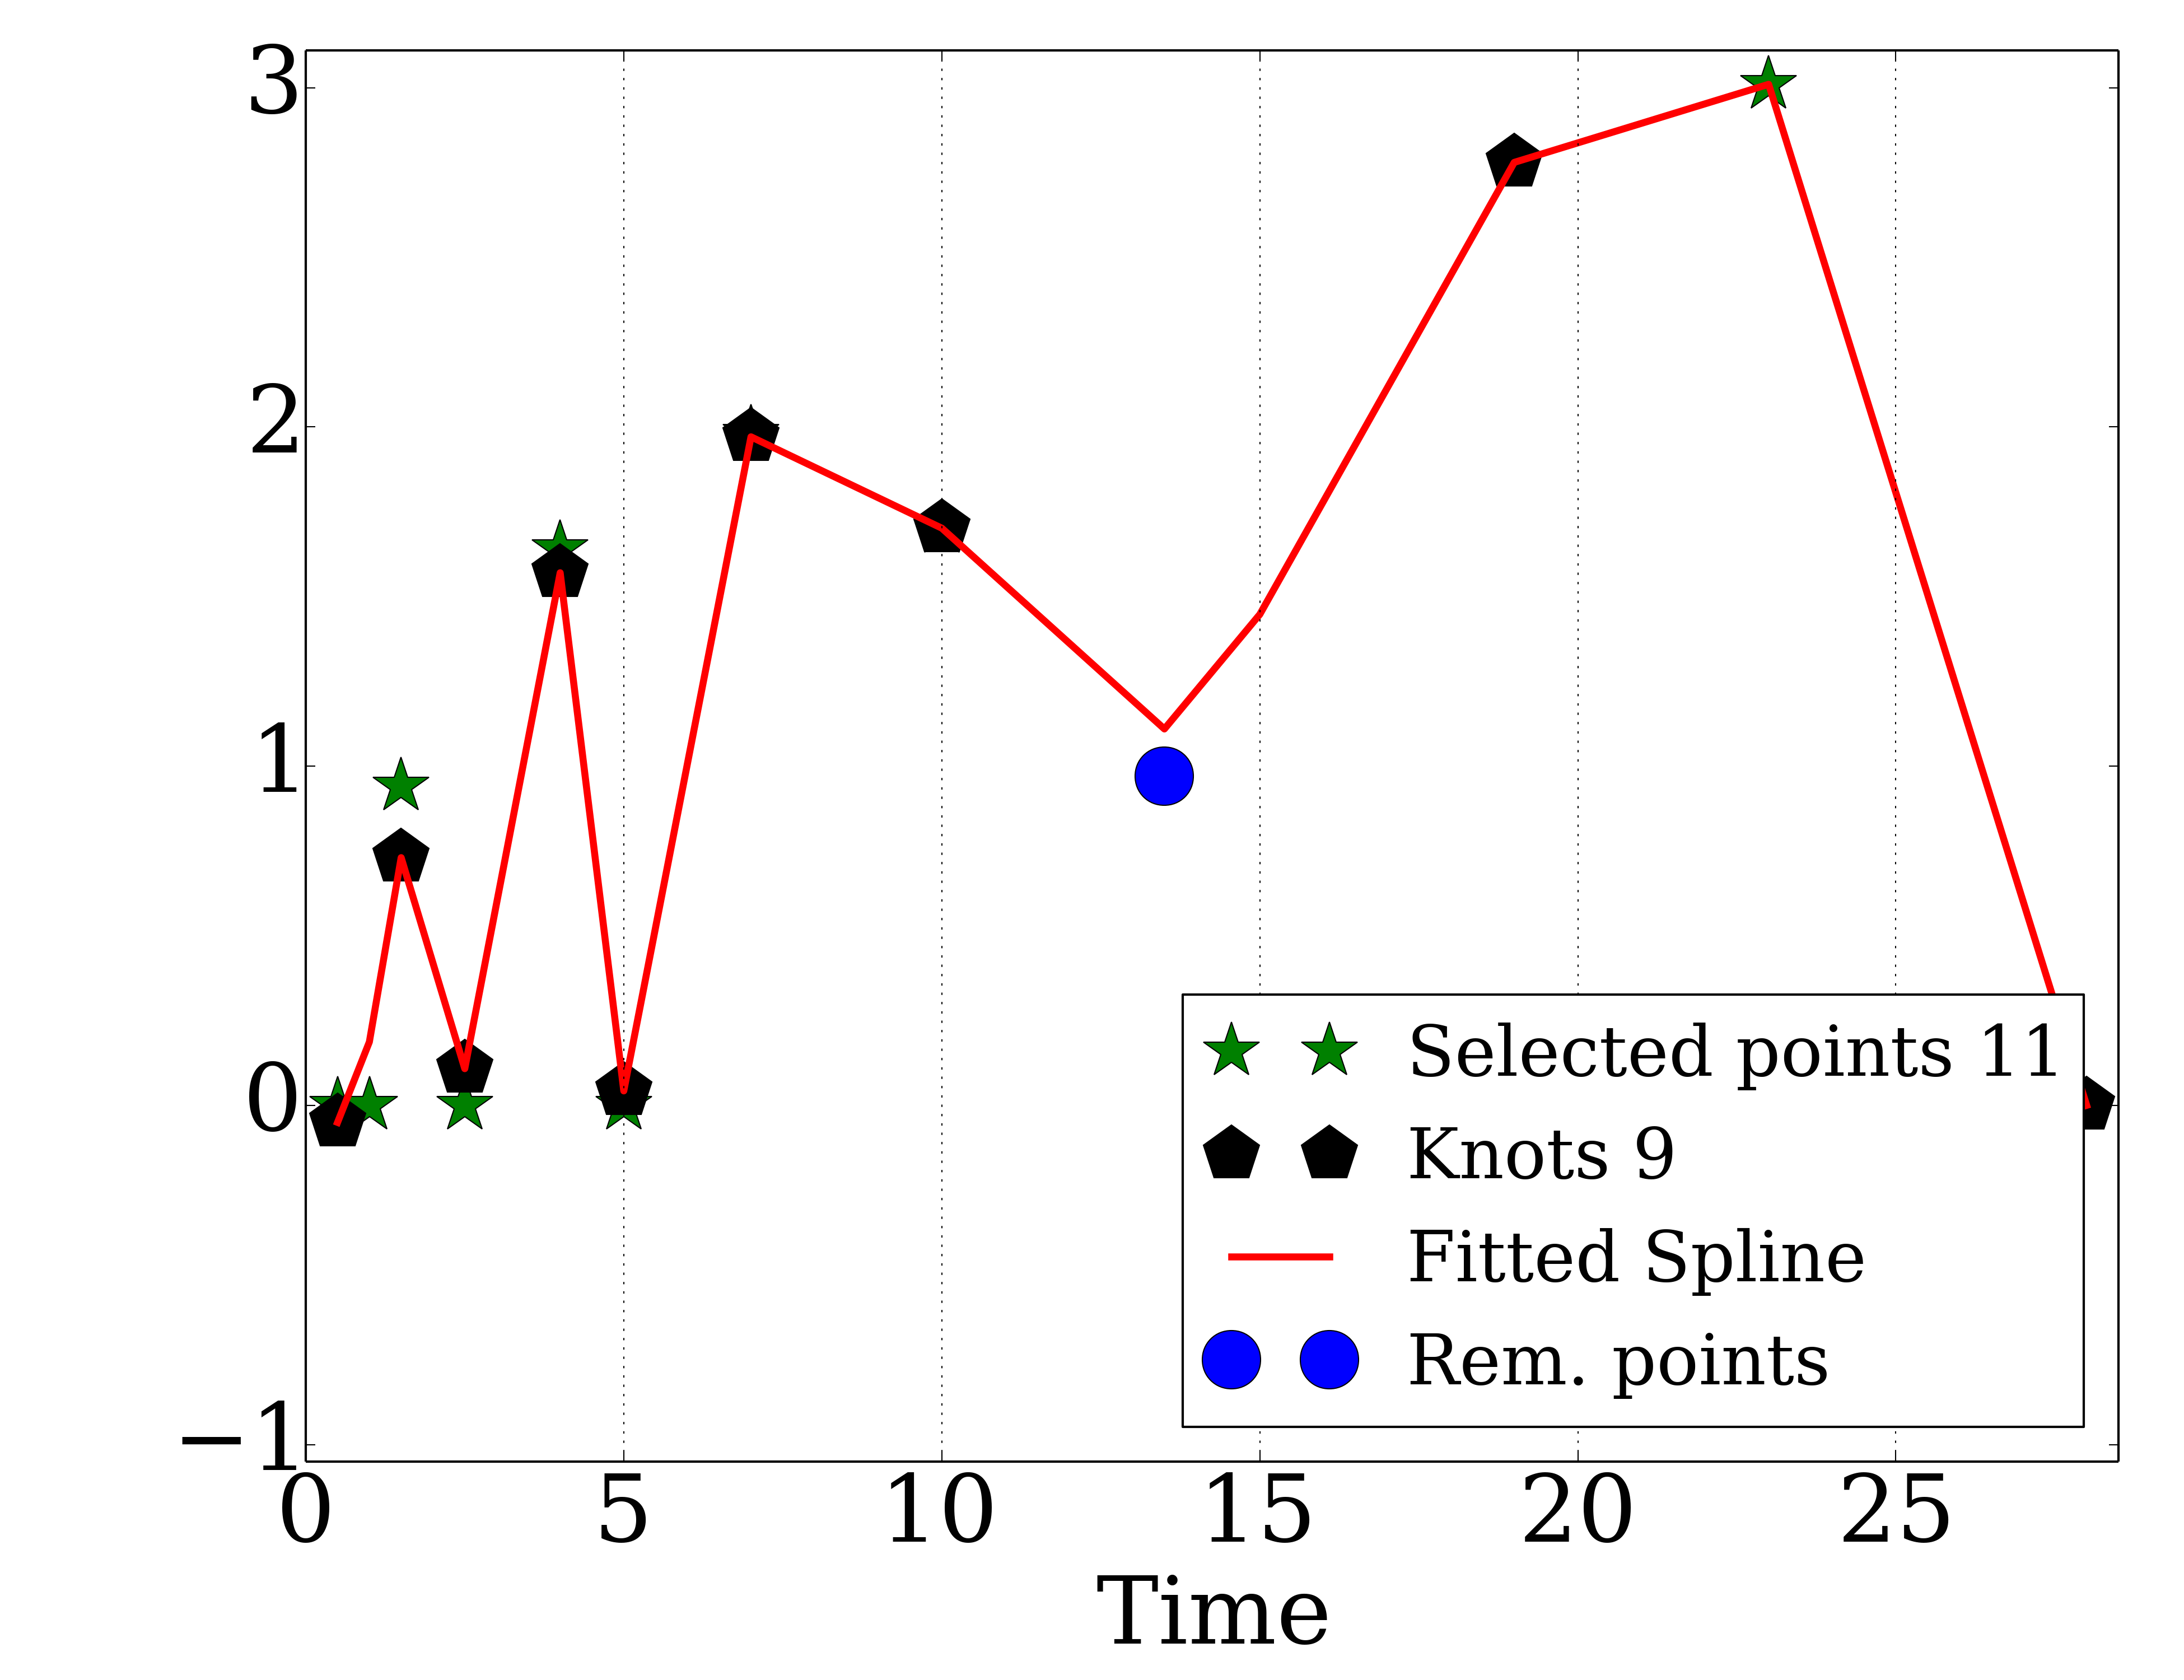 3
2
1
0
−1
0 5 10 15 20 25
Time
Selected points 11
Knots 9
Fitted Spline
Rem. points